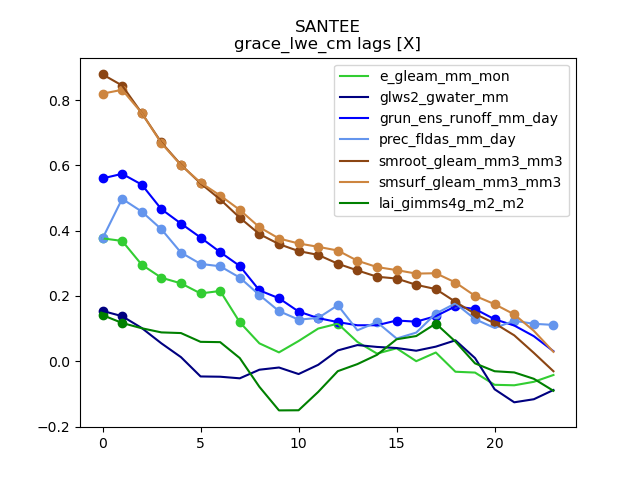 SANTEE
grace_lwe_cm lags [X]
e_gleam_mm_mon
glws2_gwater_mm
grun_ens_runoff_mm_day
prec_fldas_mm_day
smroot_gleam_mm3_mm3
smsurf_gleam_mm3_mm3
lai_gimms4g_m2_m2
0.8
0.6
0.4
0.2
0.0
−0.2
0 5 10 15 20